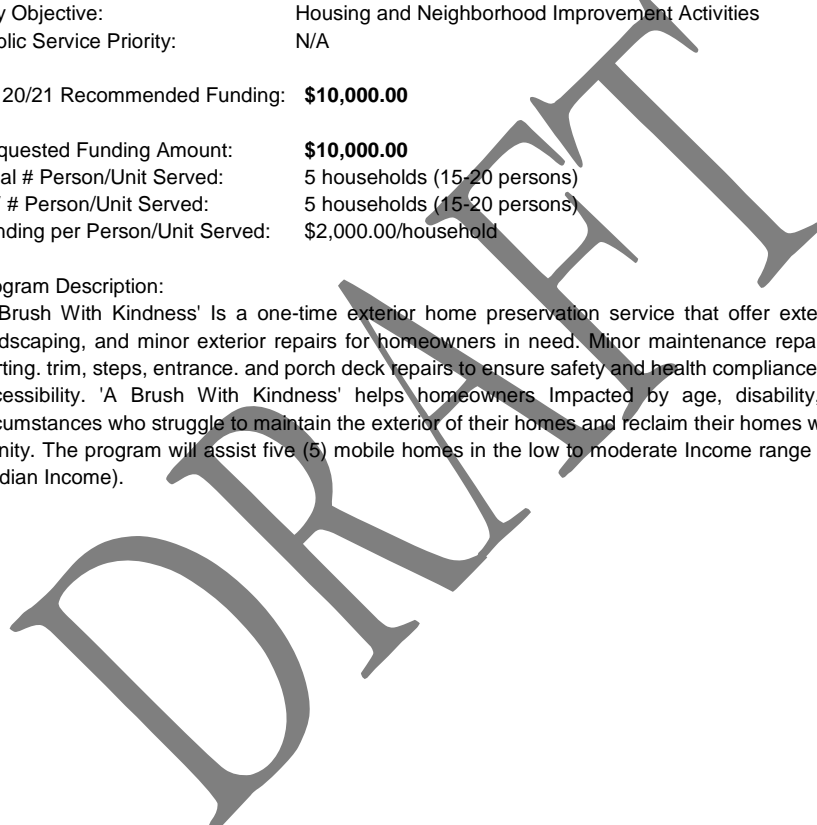 y Objective: Housing and Neighborhood Improvement Activities
blic Service Priority: N/A
20/21 Recommended Funding: $10,000.00
quested Funding Amount: $10,000.00
al # Person/Unit Served: 5 households (15-20 persons)
# Person/Unit Served: 5 households (15-20 persons)
nding per Person/Unit Served: $2,000.00/household
ogram Description:
Brush With Kindness' Is a one-time exterior home preservation service that offer exte
dscaping, and minor exterior repairs for homeowners in need. Minor maintenance repa
rting. trim, steps, entrance. and porch deck repairs to ensure safety and health compliance
cessibility. 'A Brush With Kindness' helps homeowners Impacted by age, disability,
cumstances who struggle to maintain the exterior of their homes and reclaim their homes w
nity. The program will assist five (5) mobile homes in the low to moderate Income range
dian Income).
DRAFT